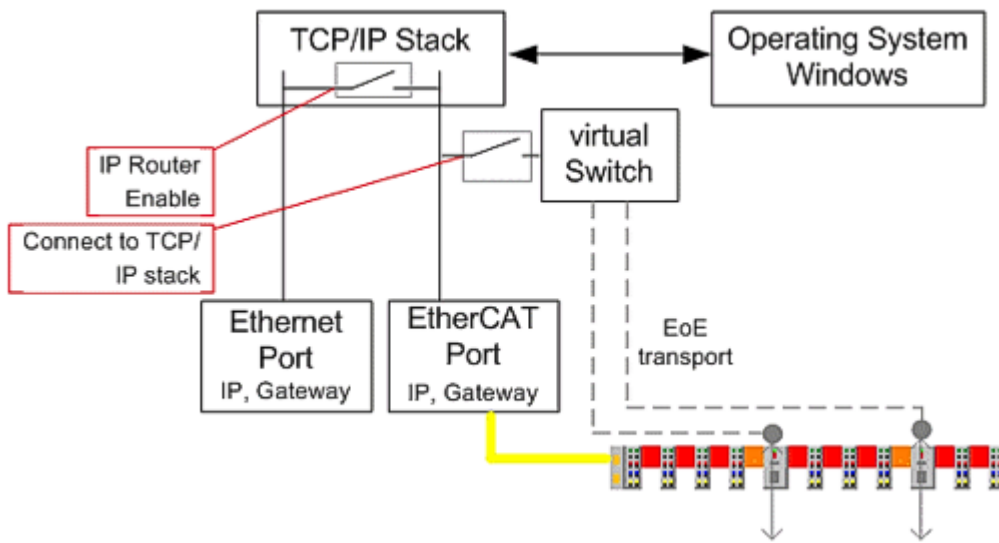 TCP/IP Stack
Operating System
Windows
virtual
Switch
IP Router
Enable
Connect to TCP/
IP stack
Ethernet
Port
IP, Gateway
EtherCAT
Port
IP, Gateway
EoE
transport